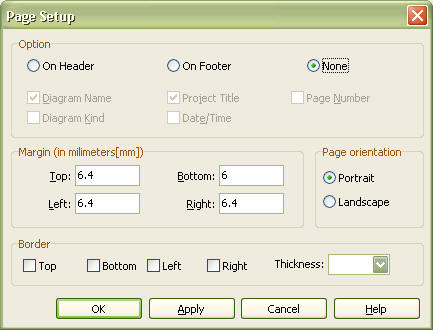 Page Setup
Option
On Header On Footer None
Diagram Name Project Title Page Number
Diagram Kind Date/Time
Margin (in milimeters[mm]) Page orientation
Top: 6.4 Bottom: 6 Portrait
Left: 6.4 Right: 6.4 Landscape
Border
Top Bottom Left Right Thickness:
OK Apply Cancel Help